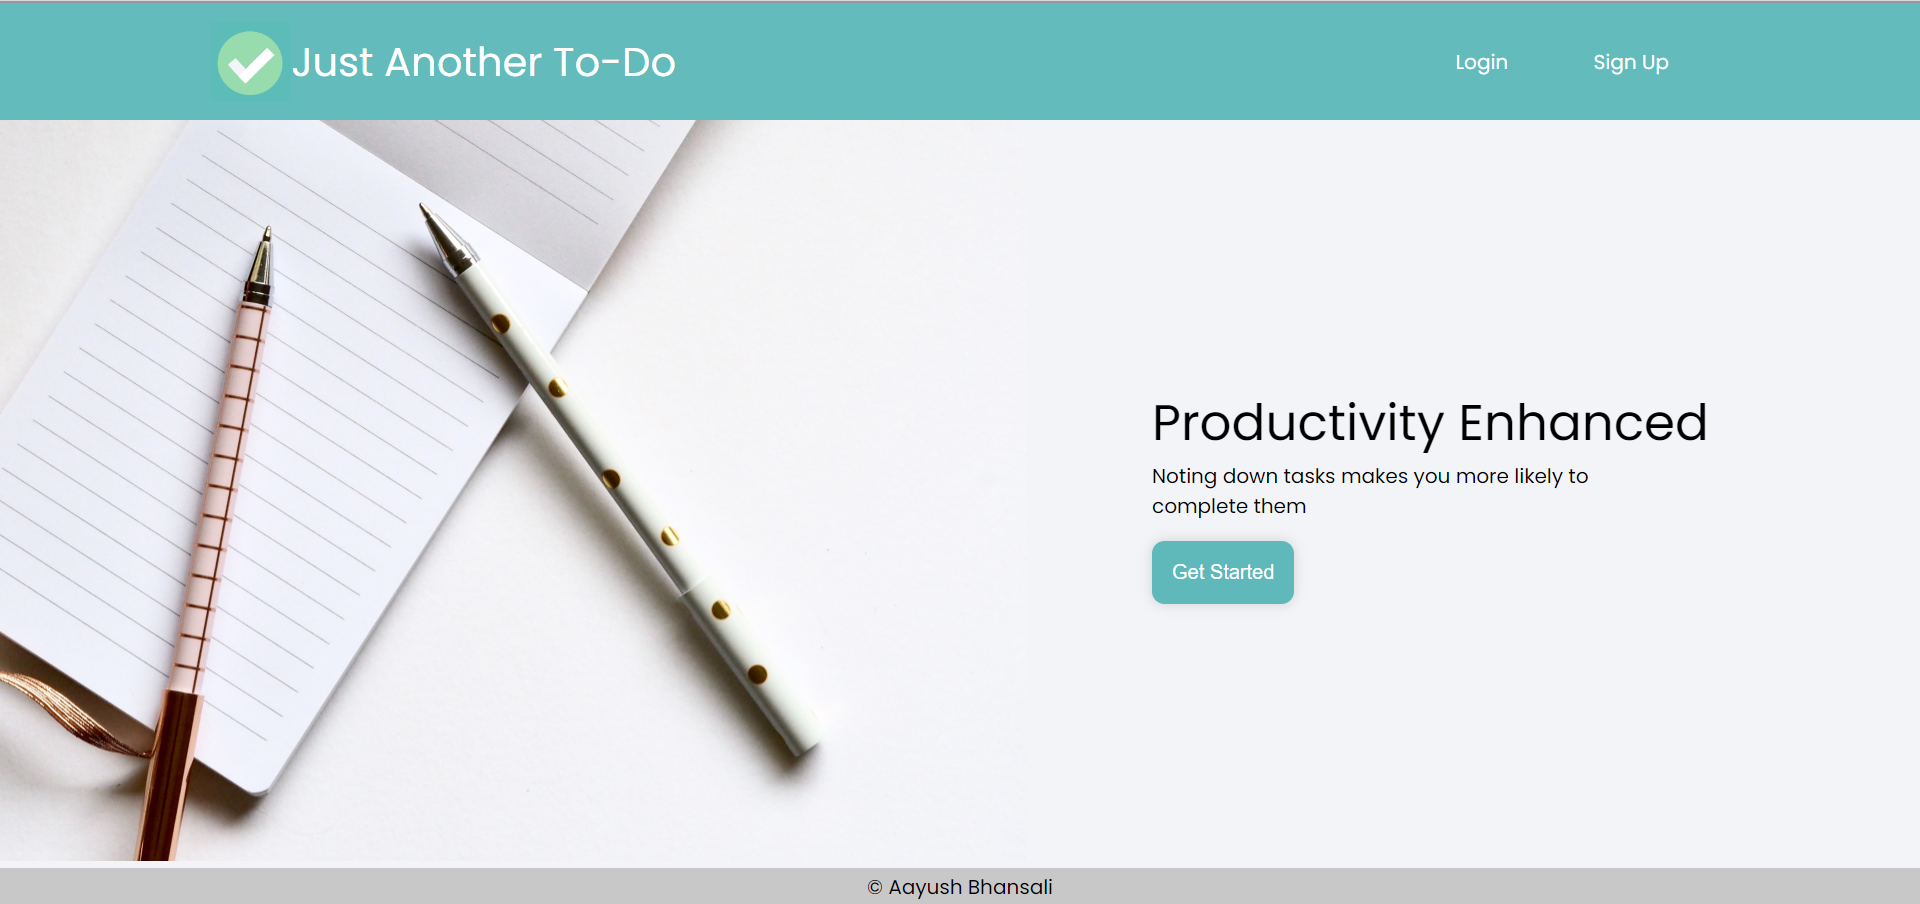 Just Another To-Do
Login
Sign Up
Productivity Enhanced
Noting down tasks makes you more likely to
complete them
Get Started
© Aayush Bhansali